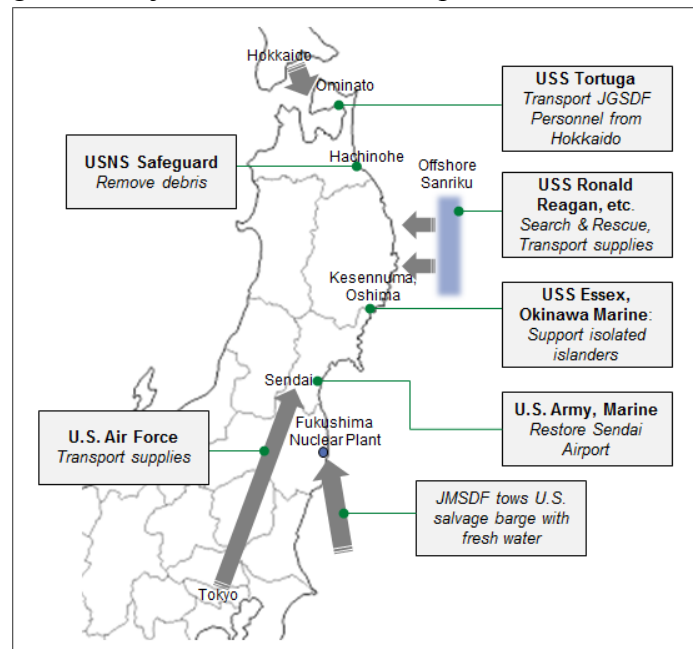 Hokkaido
Ominato
USS Tortuga
Transport JGSDF
Personnel from
Hokkaido
USNS Safeguard
Remove debris
Hachinohe
Offshore
Sanriku
USS Ronald
Reagan, etc.
Search & Rescue,
Transport supplies
Kesennuma,
Oshima
USS Essex,
Okinawa Marine:
Support isolated
islanders
Sendai
U.S. Army, Marine
Restore Sendai
Airport
U.S. Air Force
Transport supplies
Fukushima
Nuclear Plant
JMSDF tows U.S.
salvage barge with
fresh water
Tokyo